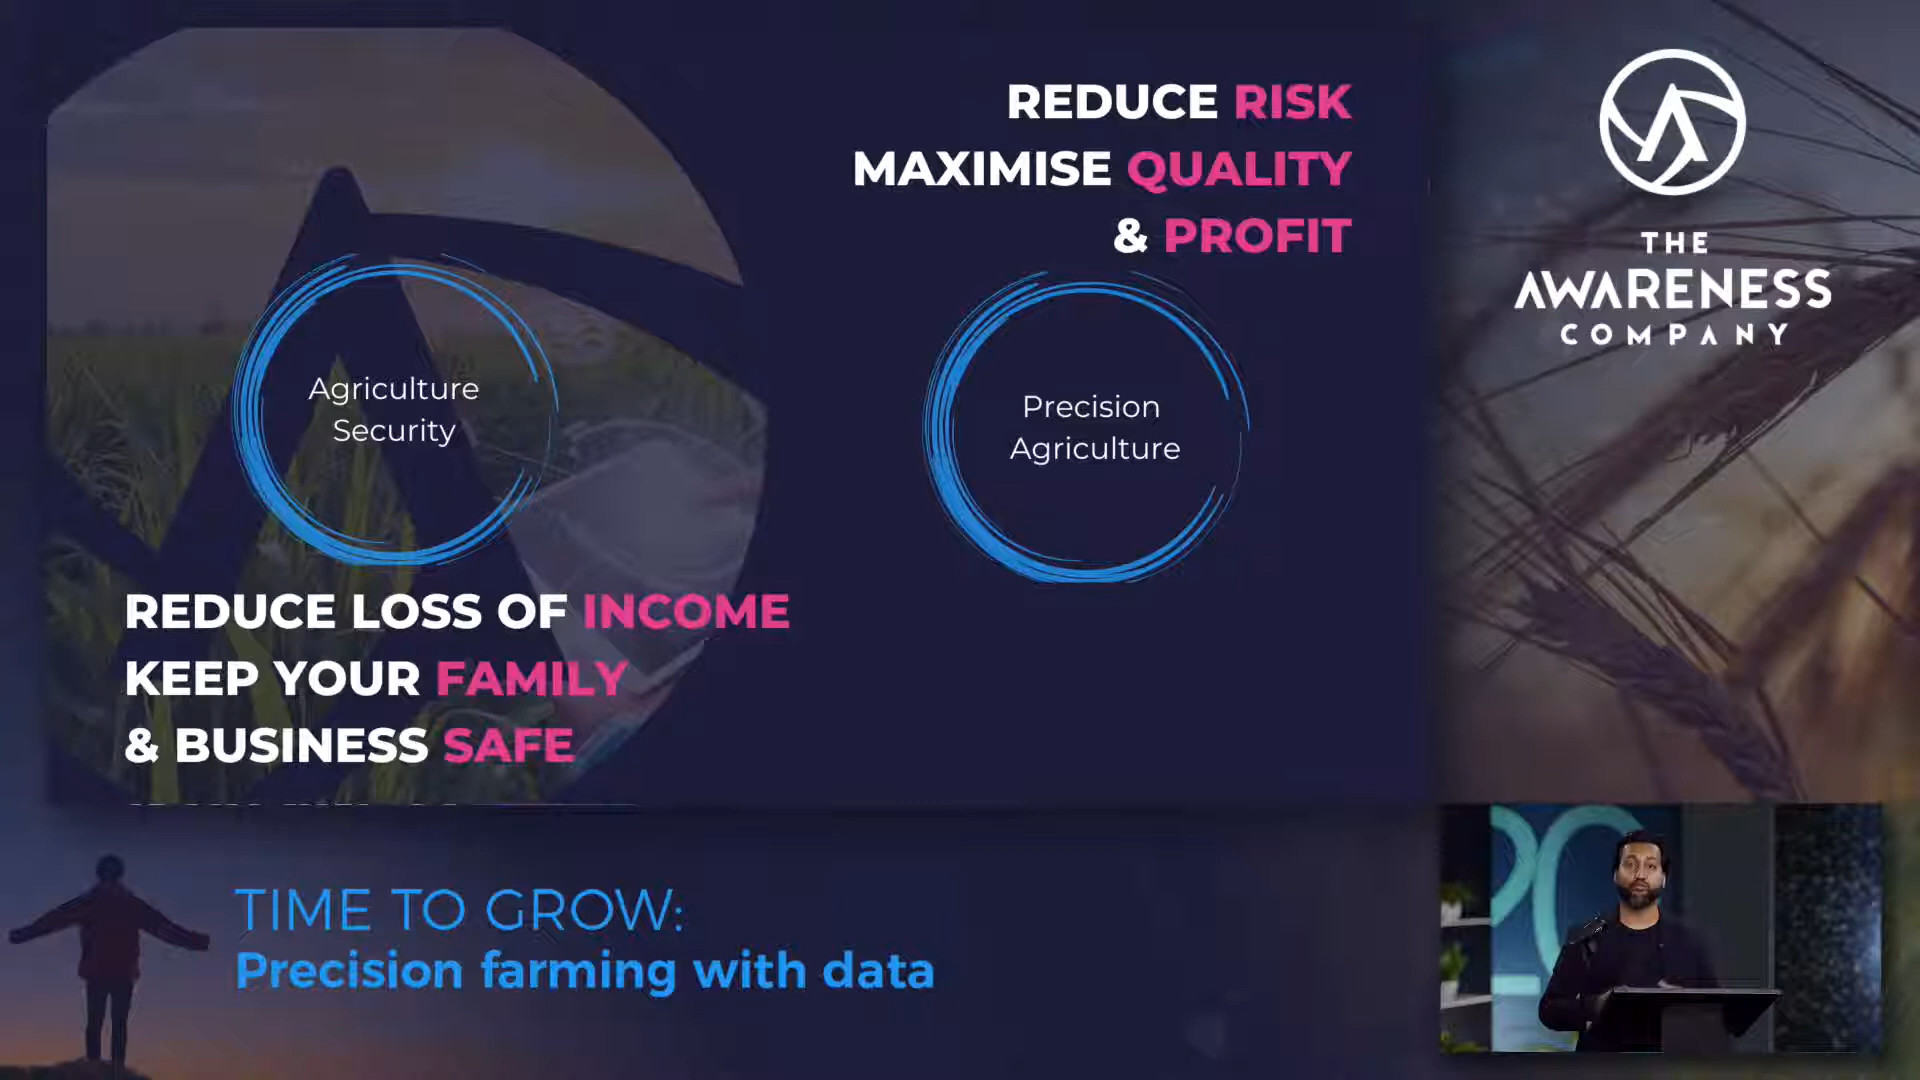 REDUCE RISK
MAXIMISE QUALITY
& PROFIT
THE
AWARENESS
COMPANY
Agriculture
Security
Precision
Agriculture
REDUCE LOSS OF INCOME
KEEP YOUR FAMILY
& BUSINESS SAFE
TIME TO GROW:
Precision farming with data